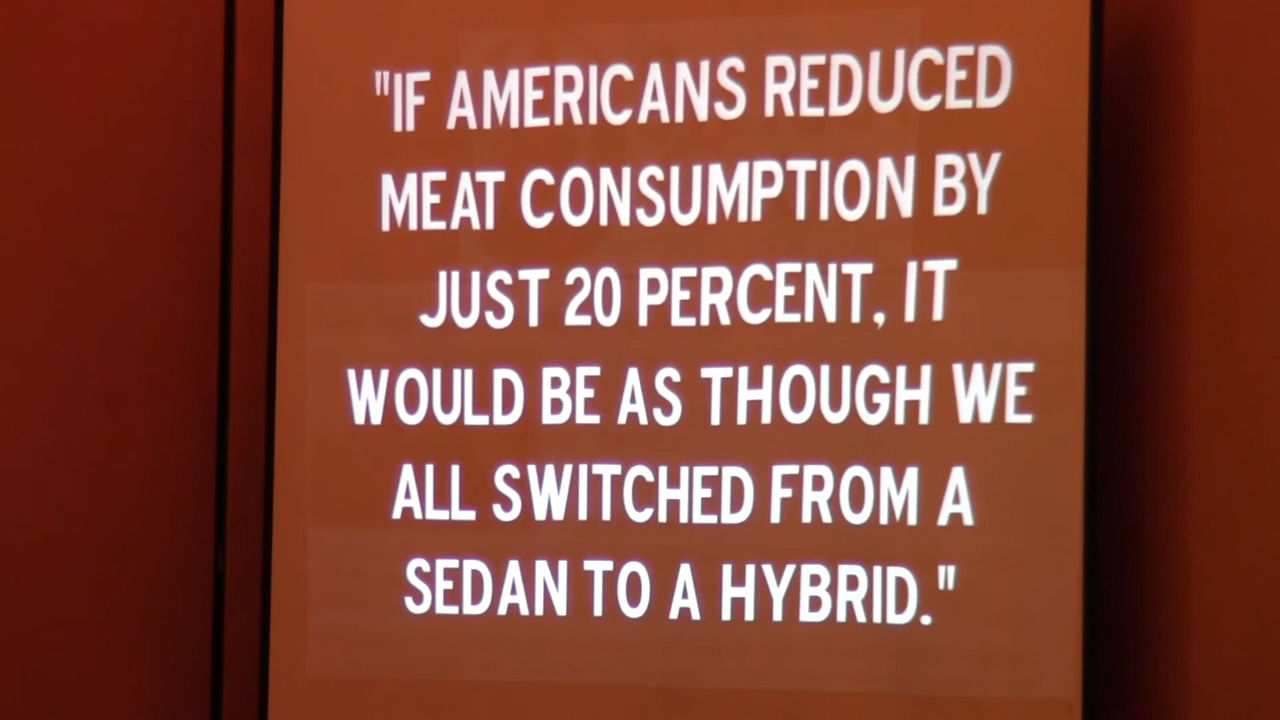 "IF AMERICANS REDUCED
MEAT CONSUMPTION BY
JUST 20 PERCENT, IT
WOULD BE AS THOUGH WE
ALL SWITCHED FROM A
SEDAN TO A HYBRID."